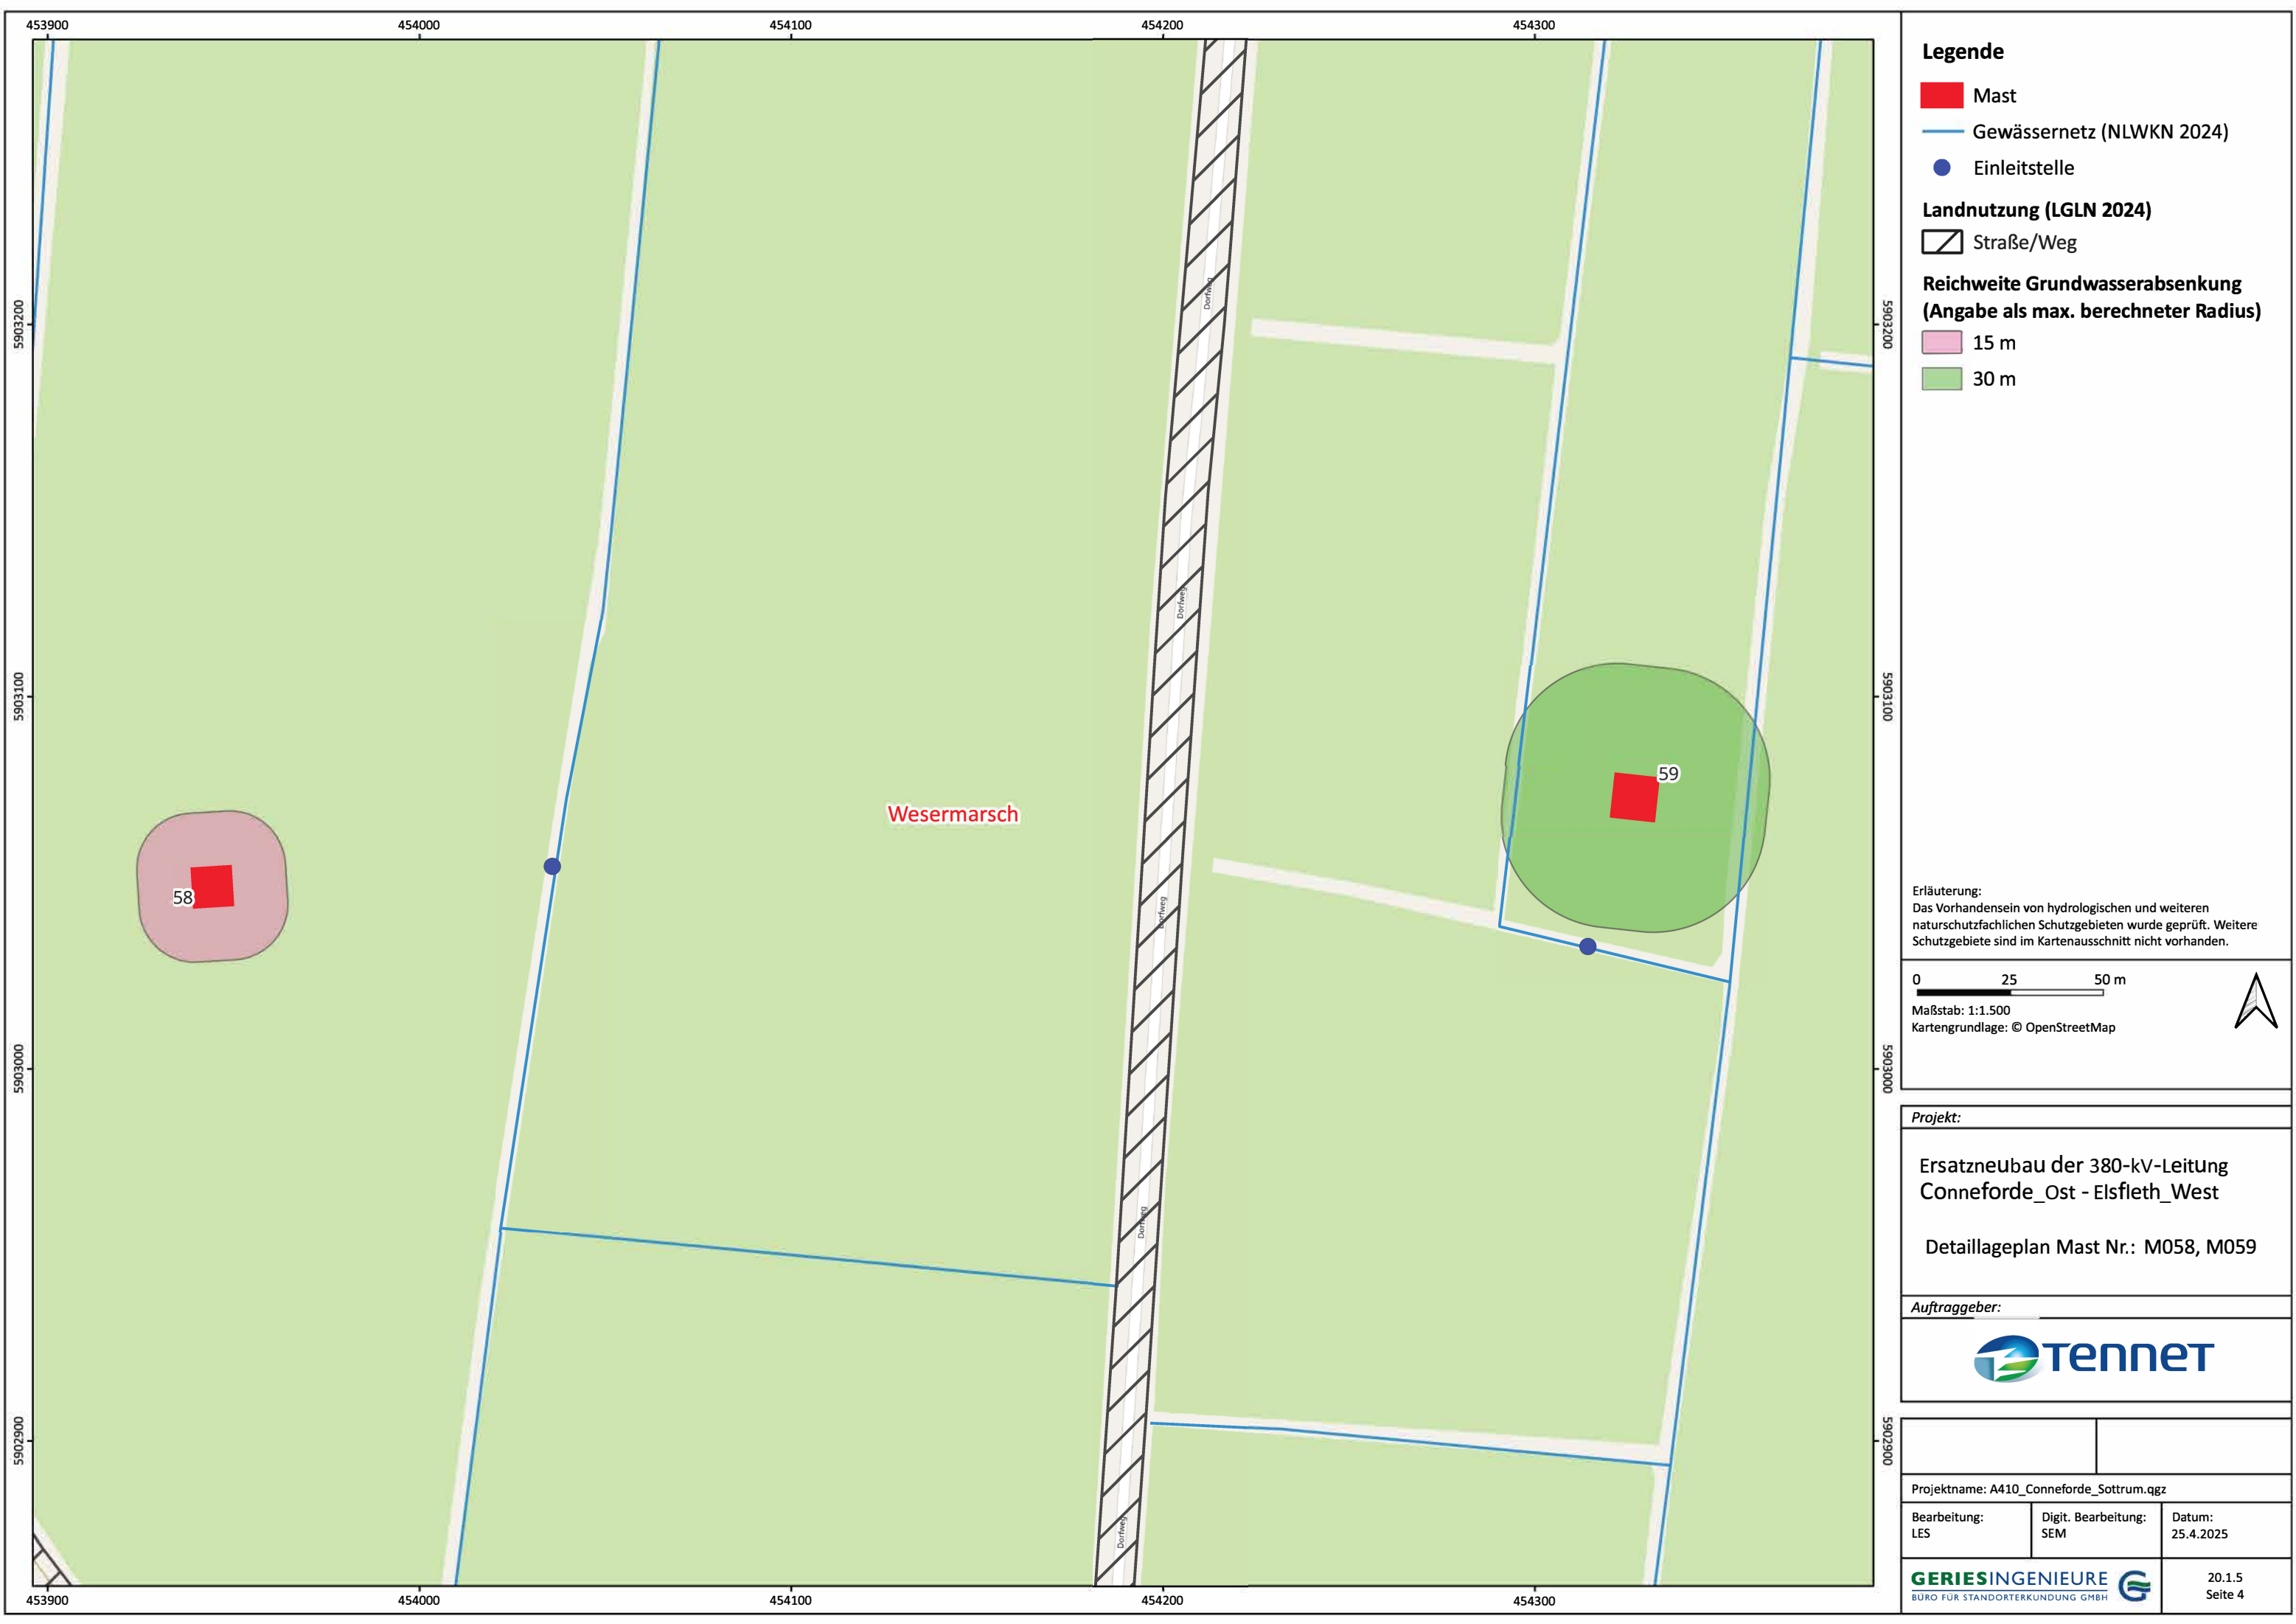 453900
454000
454100
454200
454300
5903200
5903100
5903000
5902900
Dorfweg
Dorfweg
Dorfweg
Dorfweg
Dorfweg
Wesermarsch
58
59
5903200
5903100
5903000
5902900
453900
454000
454100
454200
454300
Legende
Mast
Gewässernetz (NLWKN 2024)
Einleitstelle
Landnutzung (LGLN 2024)
Straße/Weg
Reichweite Grundwasserabsenkung
(Angabe als max. berechneter Radius)
15 m
30 m
Erläuterung:
Das Vorhandensein von hydrologischen und weiteren
naturschutzfachlichen Schutzgebieten wurde geprüft. Weitere
Schutzgebiete sind im Kartenausschnitt nicht vorhanden.
0 25 50 m
Maßstab: 1:1.500
Kartengrundlage: © OpenStreetMap
Projekt:
Ersatzneubau der 380-kV-Leitung
Conneforde_Ost - Elsfleth_West
Detaillageplan Mast Nr.: M058, M059
Auftraggeber:
TenneT
Projektname: A410_Conneforde_Sottrum.qgz
Bearbeitung:
LES
Digit. Bearbeitung:
SEM
Datum:
25.4.2025
GERIESINGENIEURE
BÜRO FÜR STANDORTERKUNDUNG GMBH
20.1.5
Seite 4